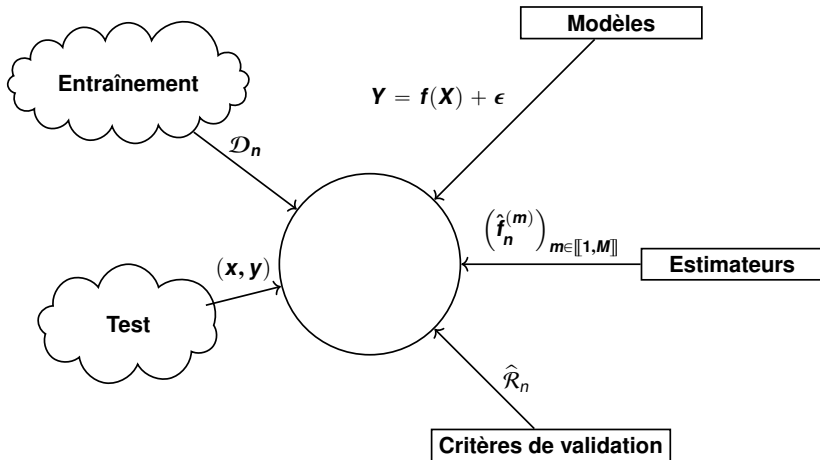 Modèles
Entraînement
Y = f(X) + ϵ
𝒟ₙ
(f̂ₙ⁽ᵐ⁾)ₘ∈⟦1,M⟧
(x, y)
Estimateurs
Test
ℛ̂ₙ
Critères de validation